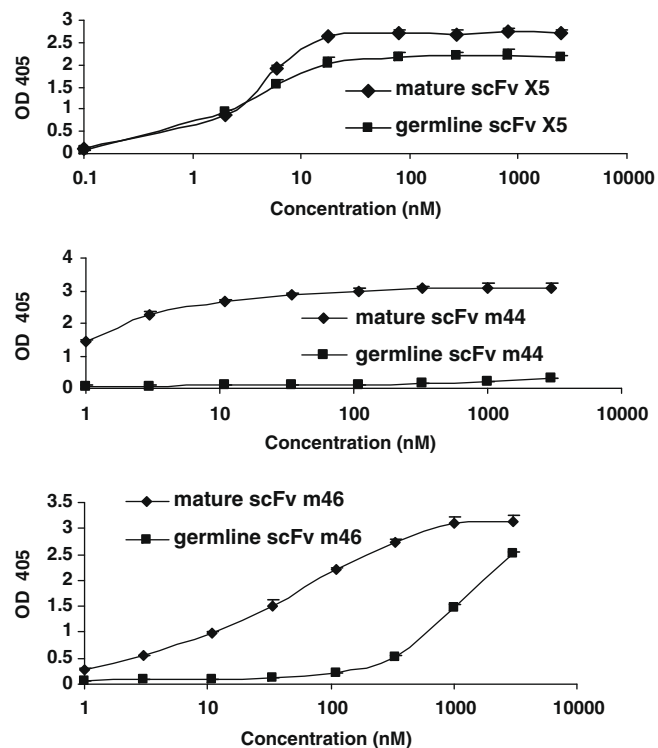 3
2.5
2
1.5
1
0.5
0
OD 405
mature scFv X5
germline scFv X5
0.1 1 10 100 1000 10000
Concentration (nM)
4
3
2
1
0
OD 405
mature scFv m44
germline scFv m44
1 10 100 1000 10000
Concentration (nM)
3.5
3
2.5
2
1.5
1
0.5
0
OD 405
mature scFv m46
germline scFv m46
1 10 100 1000 10000
Concentration (nM)